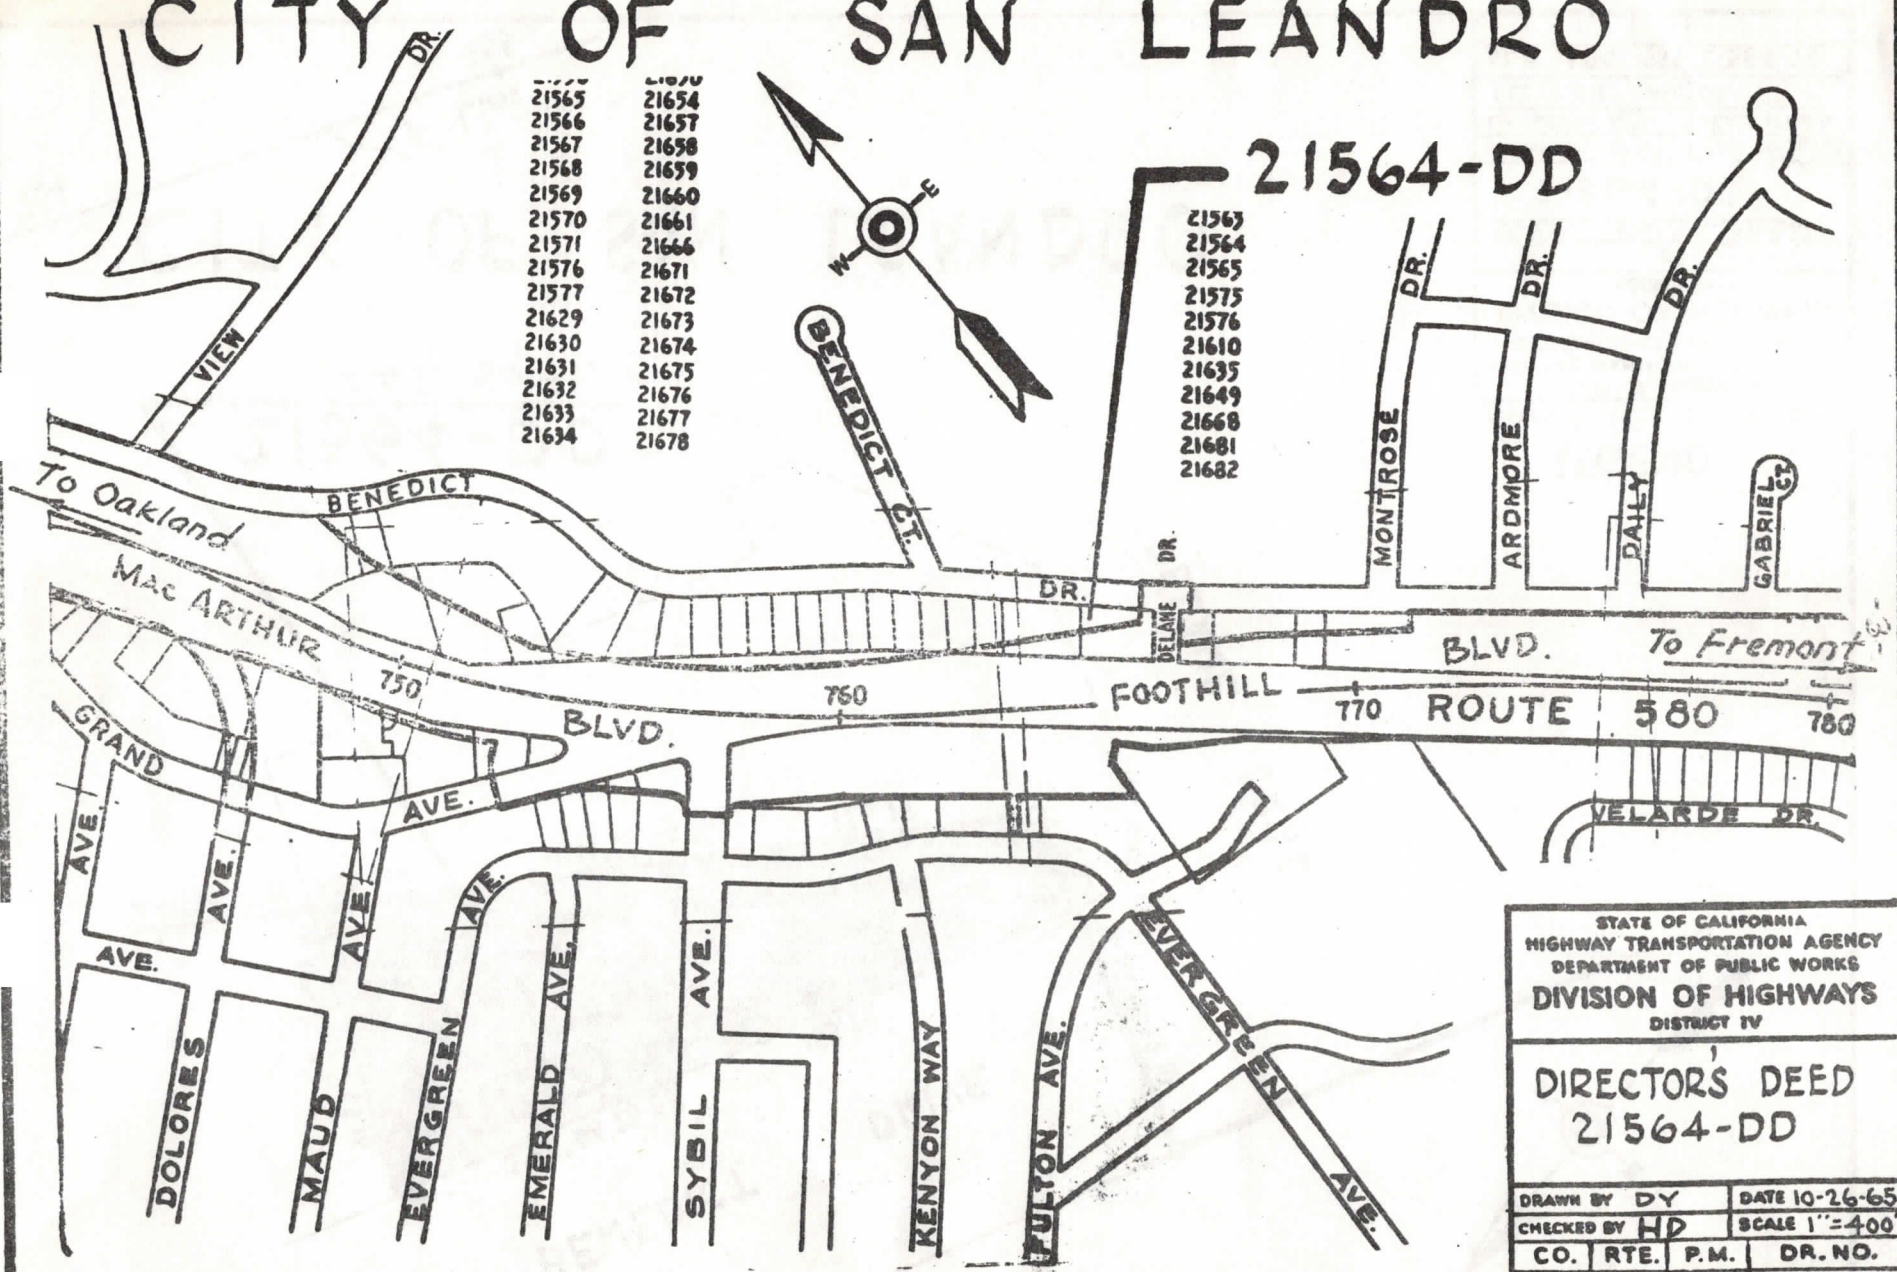 CITY OF SAN LEANDRO
DR.
21565 21654
21566 21657
21567 21658
21568 21659
21569 21660
21570 21661
21571 21666
21576 21671
21577 21672
21629 21673
21630 21674
21631 21675
21632 21676
21633 21677
21634 21678
E
W
21564-DD
21563
21564
21565
21575
21576
21610
21635
21649
21668
21681
21682
DR.
DR.
DR.
VIEW
BENEDICT CT.
MONTROSE
ARDMORE
DAILY
GABRIEL CT.
To Oakland
BENEDICT
DR.
DELANE DR.
MAC ARTHUR
BLVD.
To Fremont
750
760
FOOTHILL
770
ROUTE 580
780
BLVD.
GRAND
AVE.
VELARDE DR.
AVE
AVE.
AVE.
AVE.
AVE.
AVE.
AVE.
EVERGREEN
AVE.
DOLORES
MAUD
EVERGREEN
EMERALD
SYBIL
KENYON WAY
FULTON AVE.
STATE OF CALIFORNIA
HIGHWAY TRANSPORTATION AGENCY
DEPARTMENT OF PUBLIC WORKS
DIVISION OF HIGHWAYS
DISTRICT IV
DIRECTOR'S DEED
21564-DD
DRAWN BY DY DATE 10-26-65
CHECKED BY HD SCALE 1"=400'
CO. RTE. P.M. DR. NO.